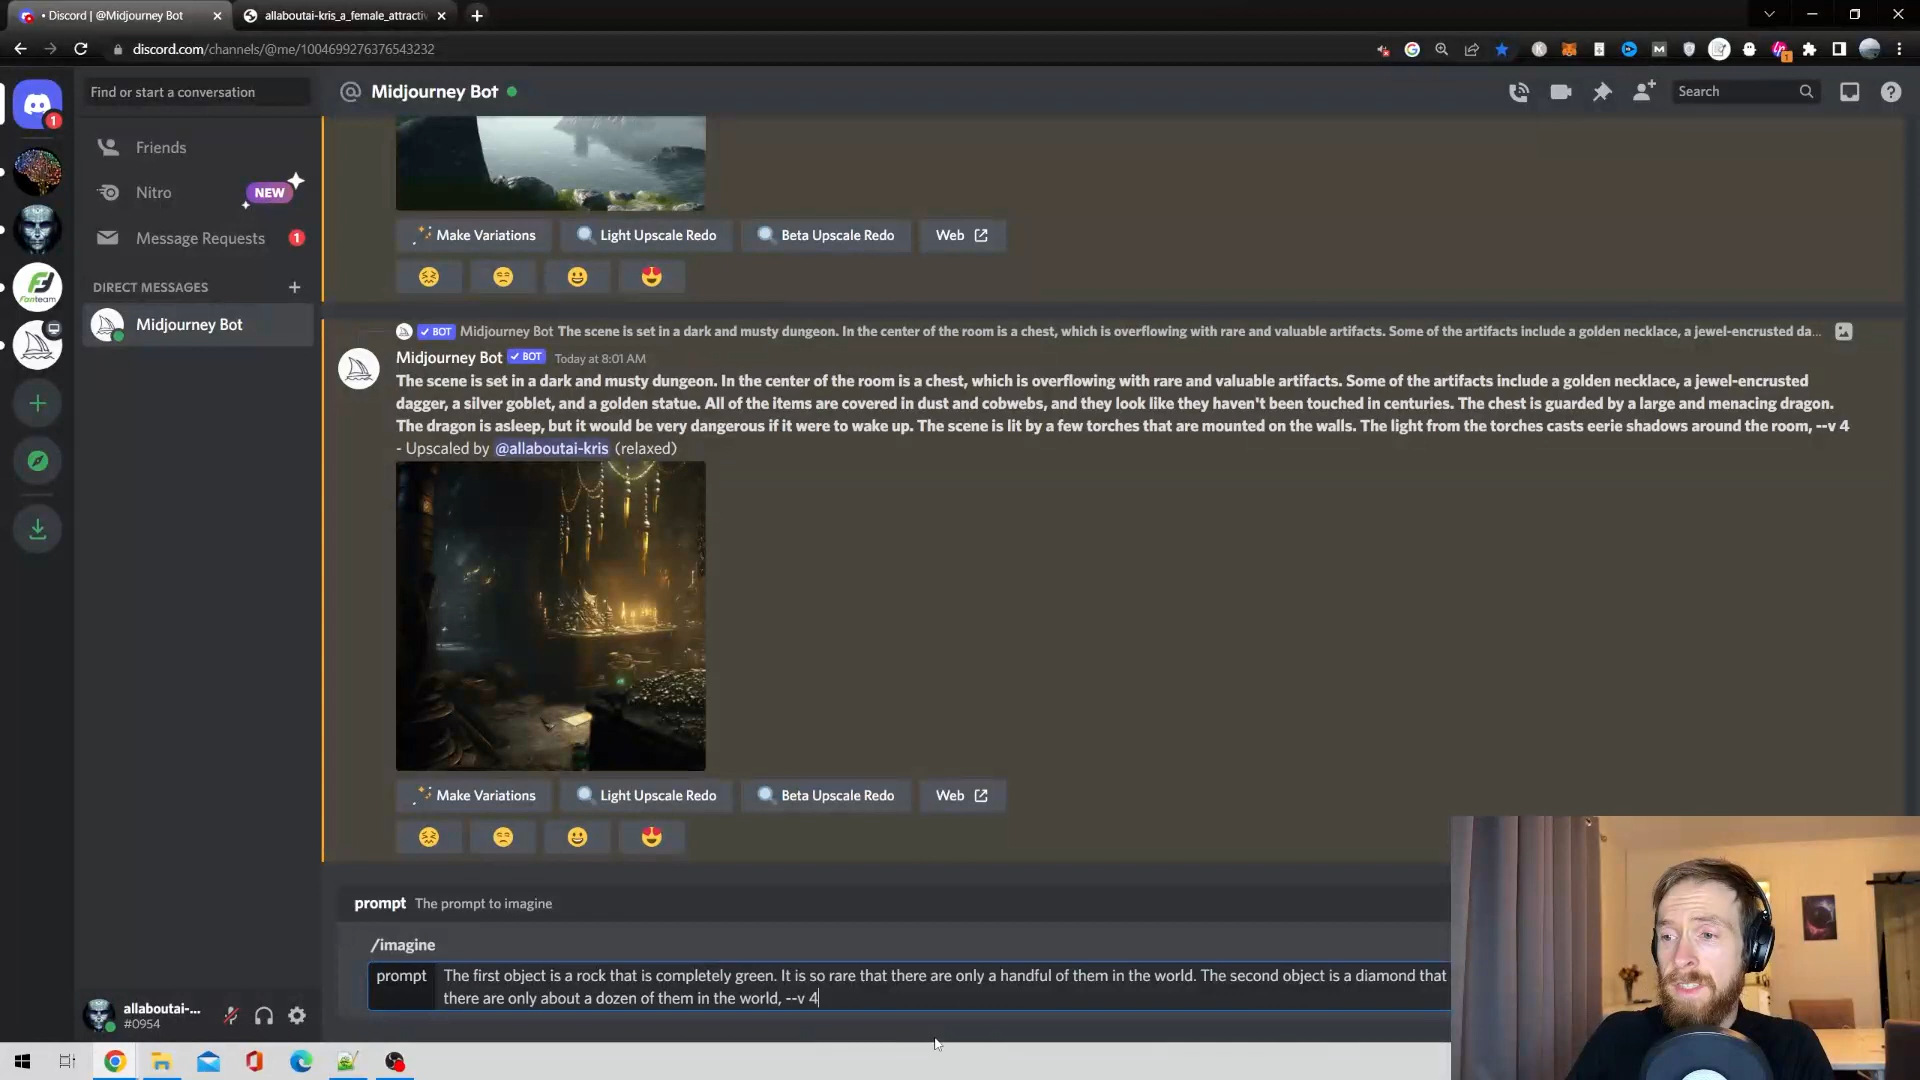 • Discord | @Midjourney Bot
allaboutai-kris_a_female_attractiv
discord.com/channels/@me/1004699276376543232
1
Find or start a conversation
Midjourney Bot
Search
1
Friends
Nitro
NEW
Message Requests
1
DIRECT MESSAGES
Midjourney Bot
Fanteam
Make Variations
Light Upscale Redo
Beta Upscale Redo
Web
BOT Midjourney Bot The scene is set in a dark and musty dungeon. In the center of the room is a chest, which is overflowing with rare and valuable artifacts. Some of the artifacts include a golden necklace, a jewel-encrusted da...
Midjourney Bot BOT Today at 8:01 AM
The scene is set in a dark and musty dungeon. In the center of the room is a chest, which is overflowing with rare and valuable artifacts. Some of the artifacts include a golden necklace, a jewel-encrusted
dagger, a silver goblet, and a golden statue. All of the items are covered in dust and cobwebs, and they look like they haven't been touched in centuries. The chest is guarded by a large and menacing dragon.
The dragon is asleep, but it would be very dangerous if it were to wake up. The scene is lit by a few torches that are mounted on the walls. The light from the torches casts eerie shadows around the room, --v 4
- Upscaled by @allaboutai-kris (relaxed)
Make Variations
Light Upscale Redo
Beta Upscale Redo
Web
prompt The prompt to imagine
/imagine
prompt The first object is a rock that is completely green. It is so rare that there are only a handful of them in the world. The second object is a diamond that
there are only about a dozen of them in the world, --v 4
allaboutai-...
#0954